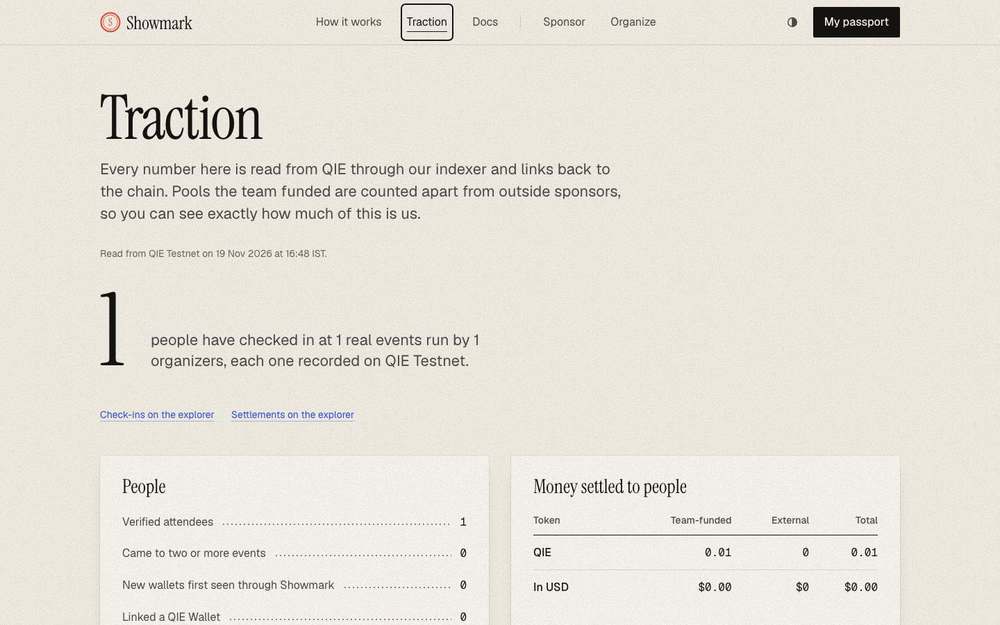 S Showmark
How it works
Traction
Docs
Sponsor
Organize
My passport
Traction
Every number here is read from QIE through our indexer and links back to
the chain. Pools the team funded are counted apart from outside sponsors,
so you can see exactly how much of this is us.
Read from QIE Testnet on 19 Nov 2026 at 16:48 IST.
1
people have checked in at 1 real events run by 1
organizers, each one recorded on QIE Testnet.
Check-ins on the explorer
Settlements on the explorer
People
Verified attendees 1
Came to two or more events 0
New wallets first seen through Showmark 0
Linked a QIE Wallet 0
Money settled to people
Token Team-funded External Total
QIE 0.01 0 0.01
In USD $0.00 $0 $0.00